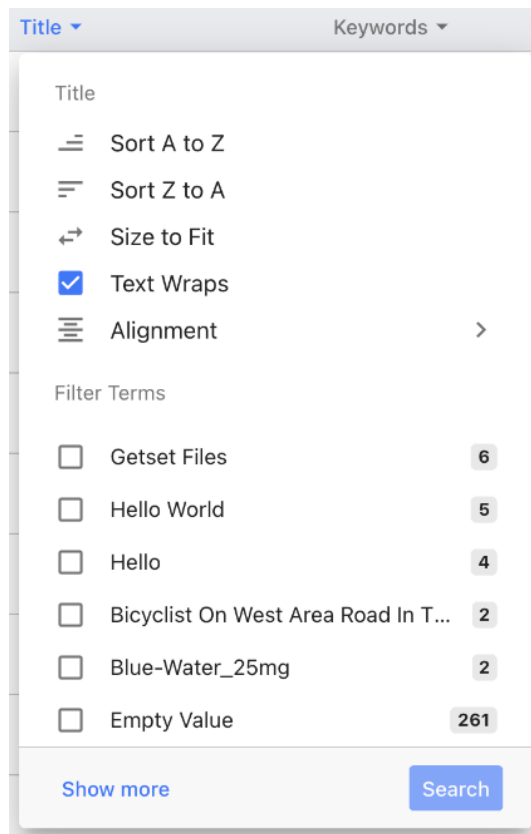 Title Keywords
Title
Sort A to Z
Sort Z to A
Size to Fit
Text Wraps
Alignment
Filter Terms
Getset Files 6
Hello World 5
Hello 4
Bicyclist On West Area Road In T... 2
Blue-Water_25mg 2
Empty Value 261
Show more Search